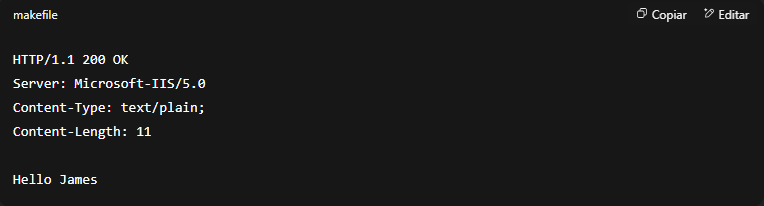 makefile
Copiar
Editar
HTTP/1.1 200 OK
Server: Microsoft-IIS/5.0
Content-Type: text/plain;
Content-Length: 11
Hello James